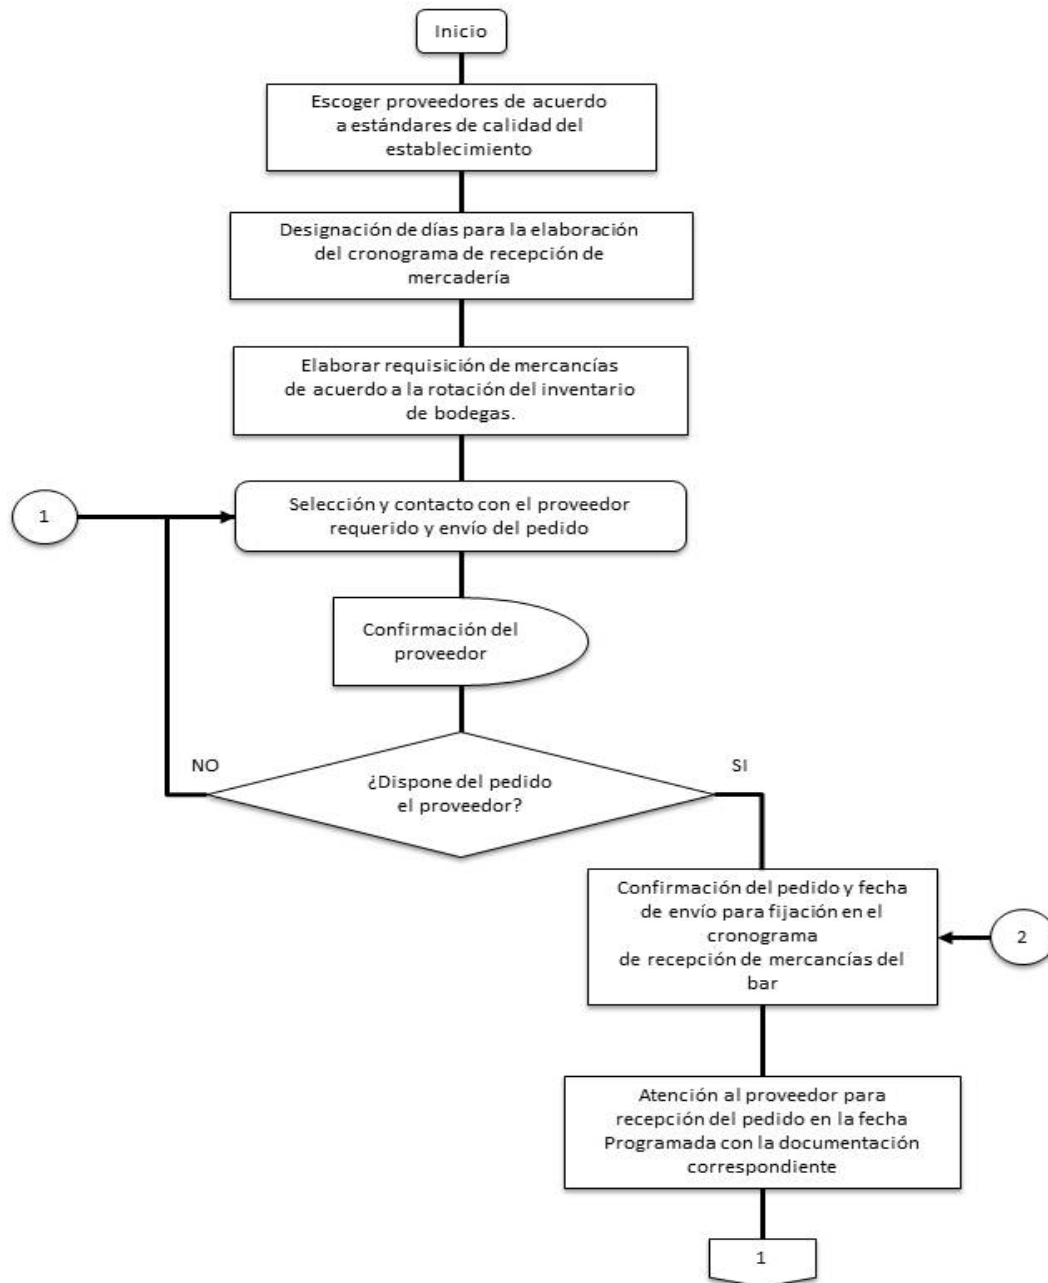 Inicio
Escoger proveedores de acuerdo
a estándares de calidad del
establecimiento
Designación de días para la elaboración
del cronograma de recepción de
mercadería
Elaborar requisición de mercancías
de acuerdo a la rotación del inventario
de bodegas.
1
Selección y contacto con el proveedor
requerido y envío del pedido
Confirmación del
proveedor
NO
¿Dispone del pedido
el proveedor?
SI
Confirmación del pedido y fecha
de envío para fijación en el
cronograma
de recepción de mercancías del
bar
2
Atención al proveedor para
recepción del pedido en la fecha
Programada con la documentación
correspondiente
1